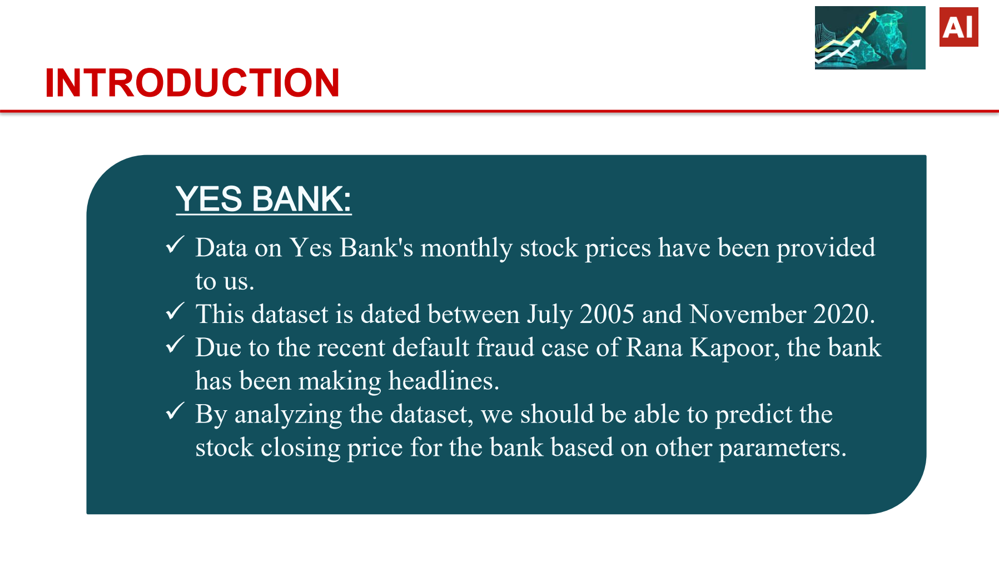 AI
INTRODUCTION
YES BANK:
✓ Data on Yes Bank's monthly stock prices have been provided
to us.
✓ This dataset is dated between July 2005 and November 2020.
✓ Due to the recent default fraud case of Rana Kapoor, the bank
has been making headlines.
✓ By analyzing the dataset, we should be able to predict the
stock closing price for the bank based on other parameters.